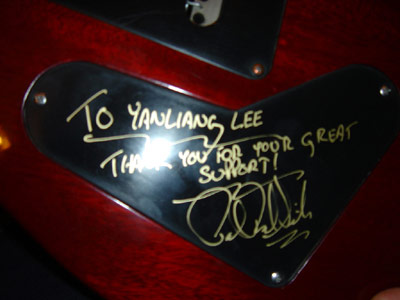 TO YANLIANG LEE
THANK YOU FOR YOUR GREAT
SUPPORT!